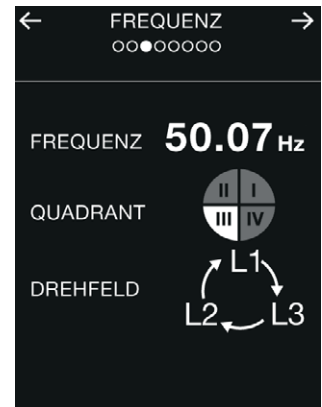 ← FREQUENZ →
FREQUENZ 50.07 Hz
II I
QUADRANT
III IV
L1
DREHFELD
L2 L3